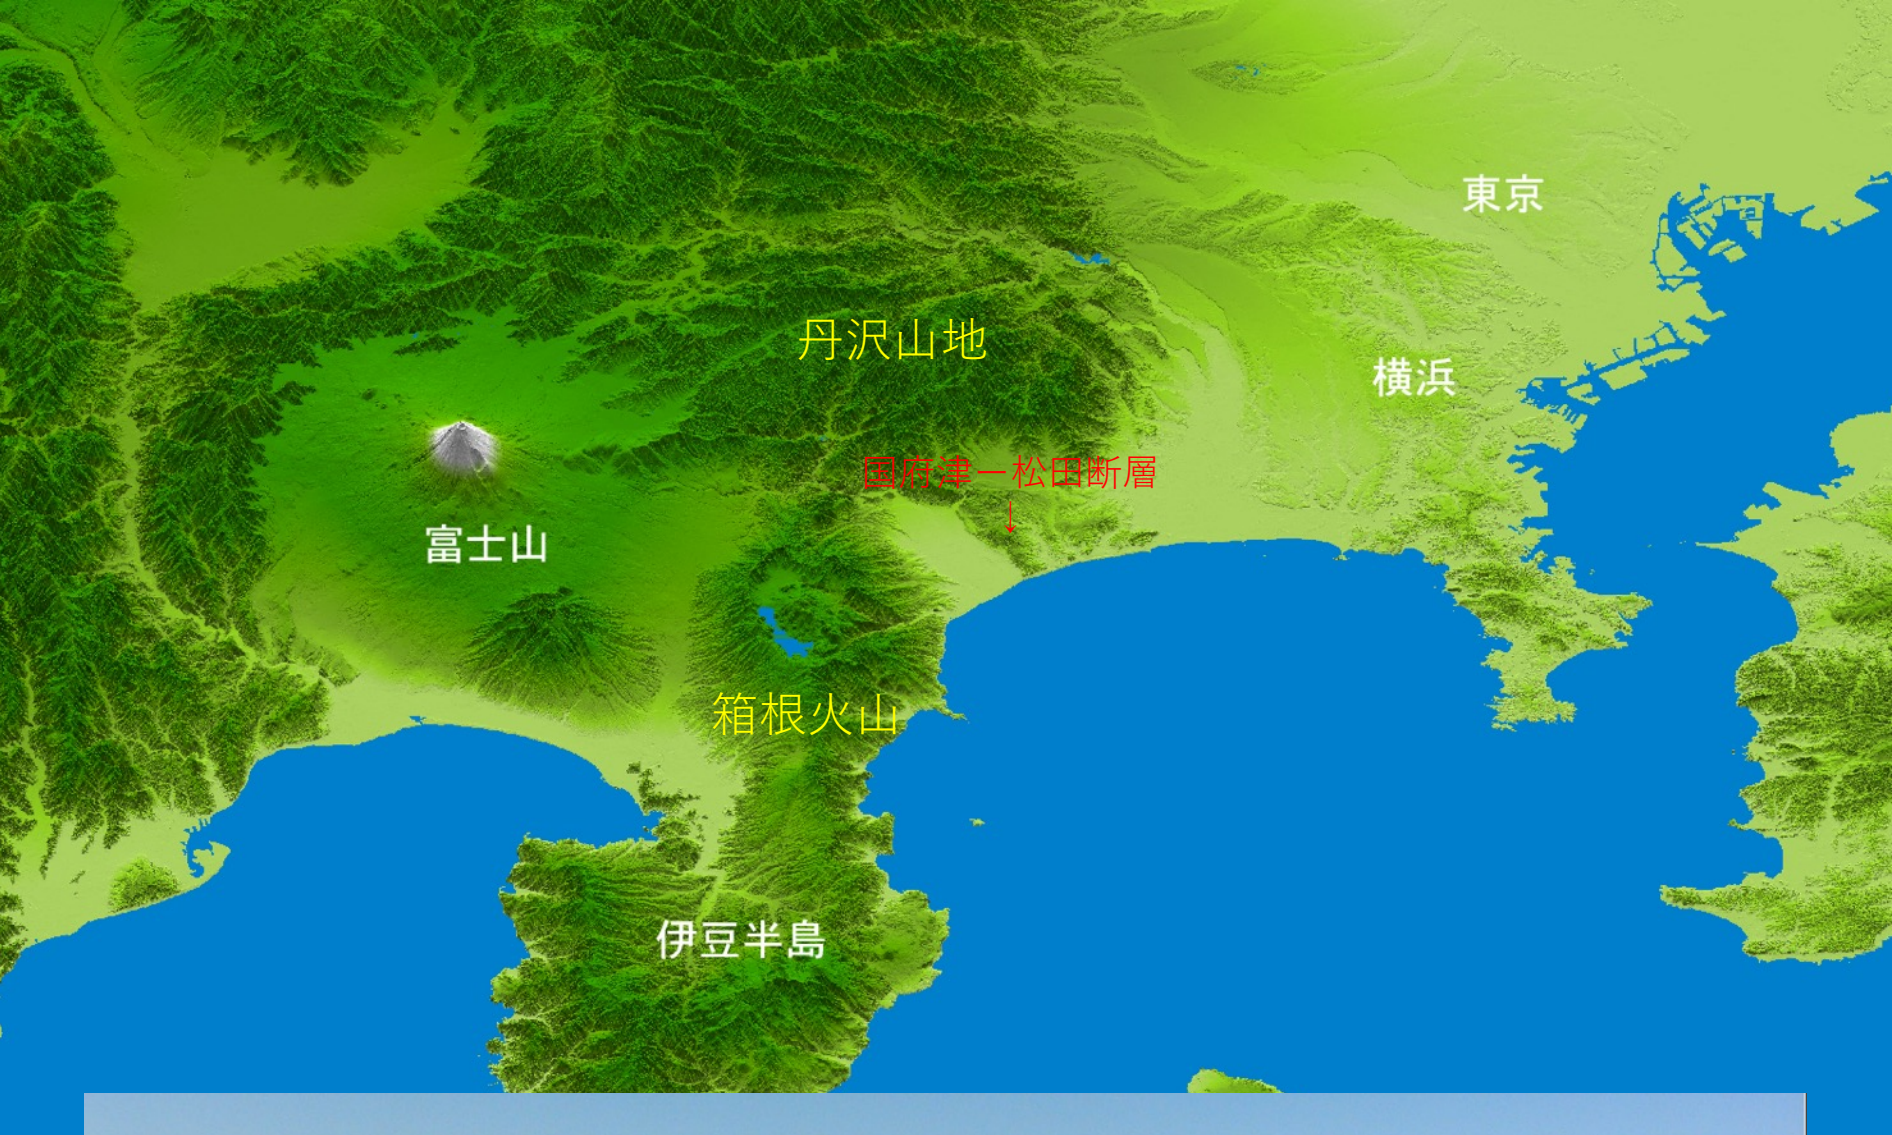 東京
丹沢山地
横浜
国府津－松田断層
↓
富士山
箱根火山
伊豆半島